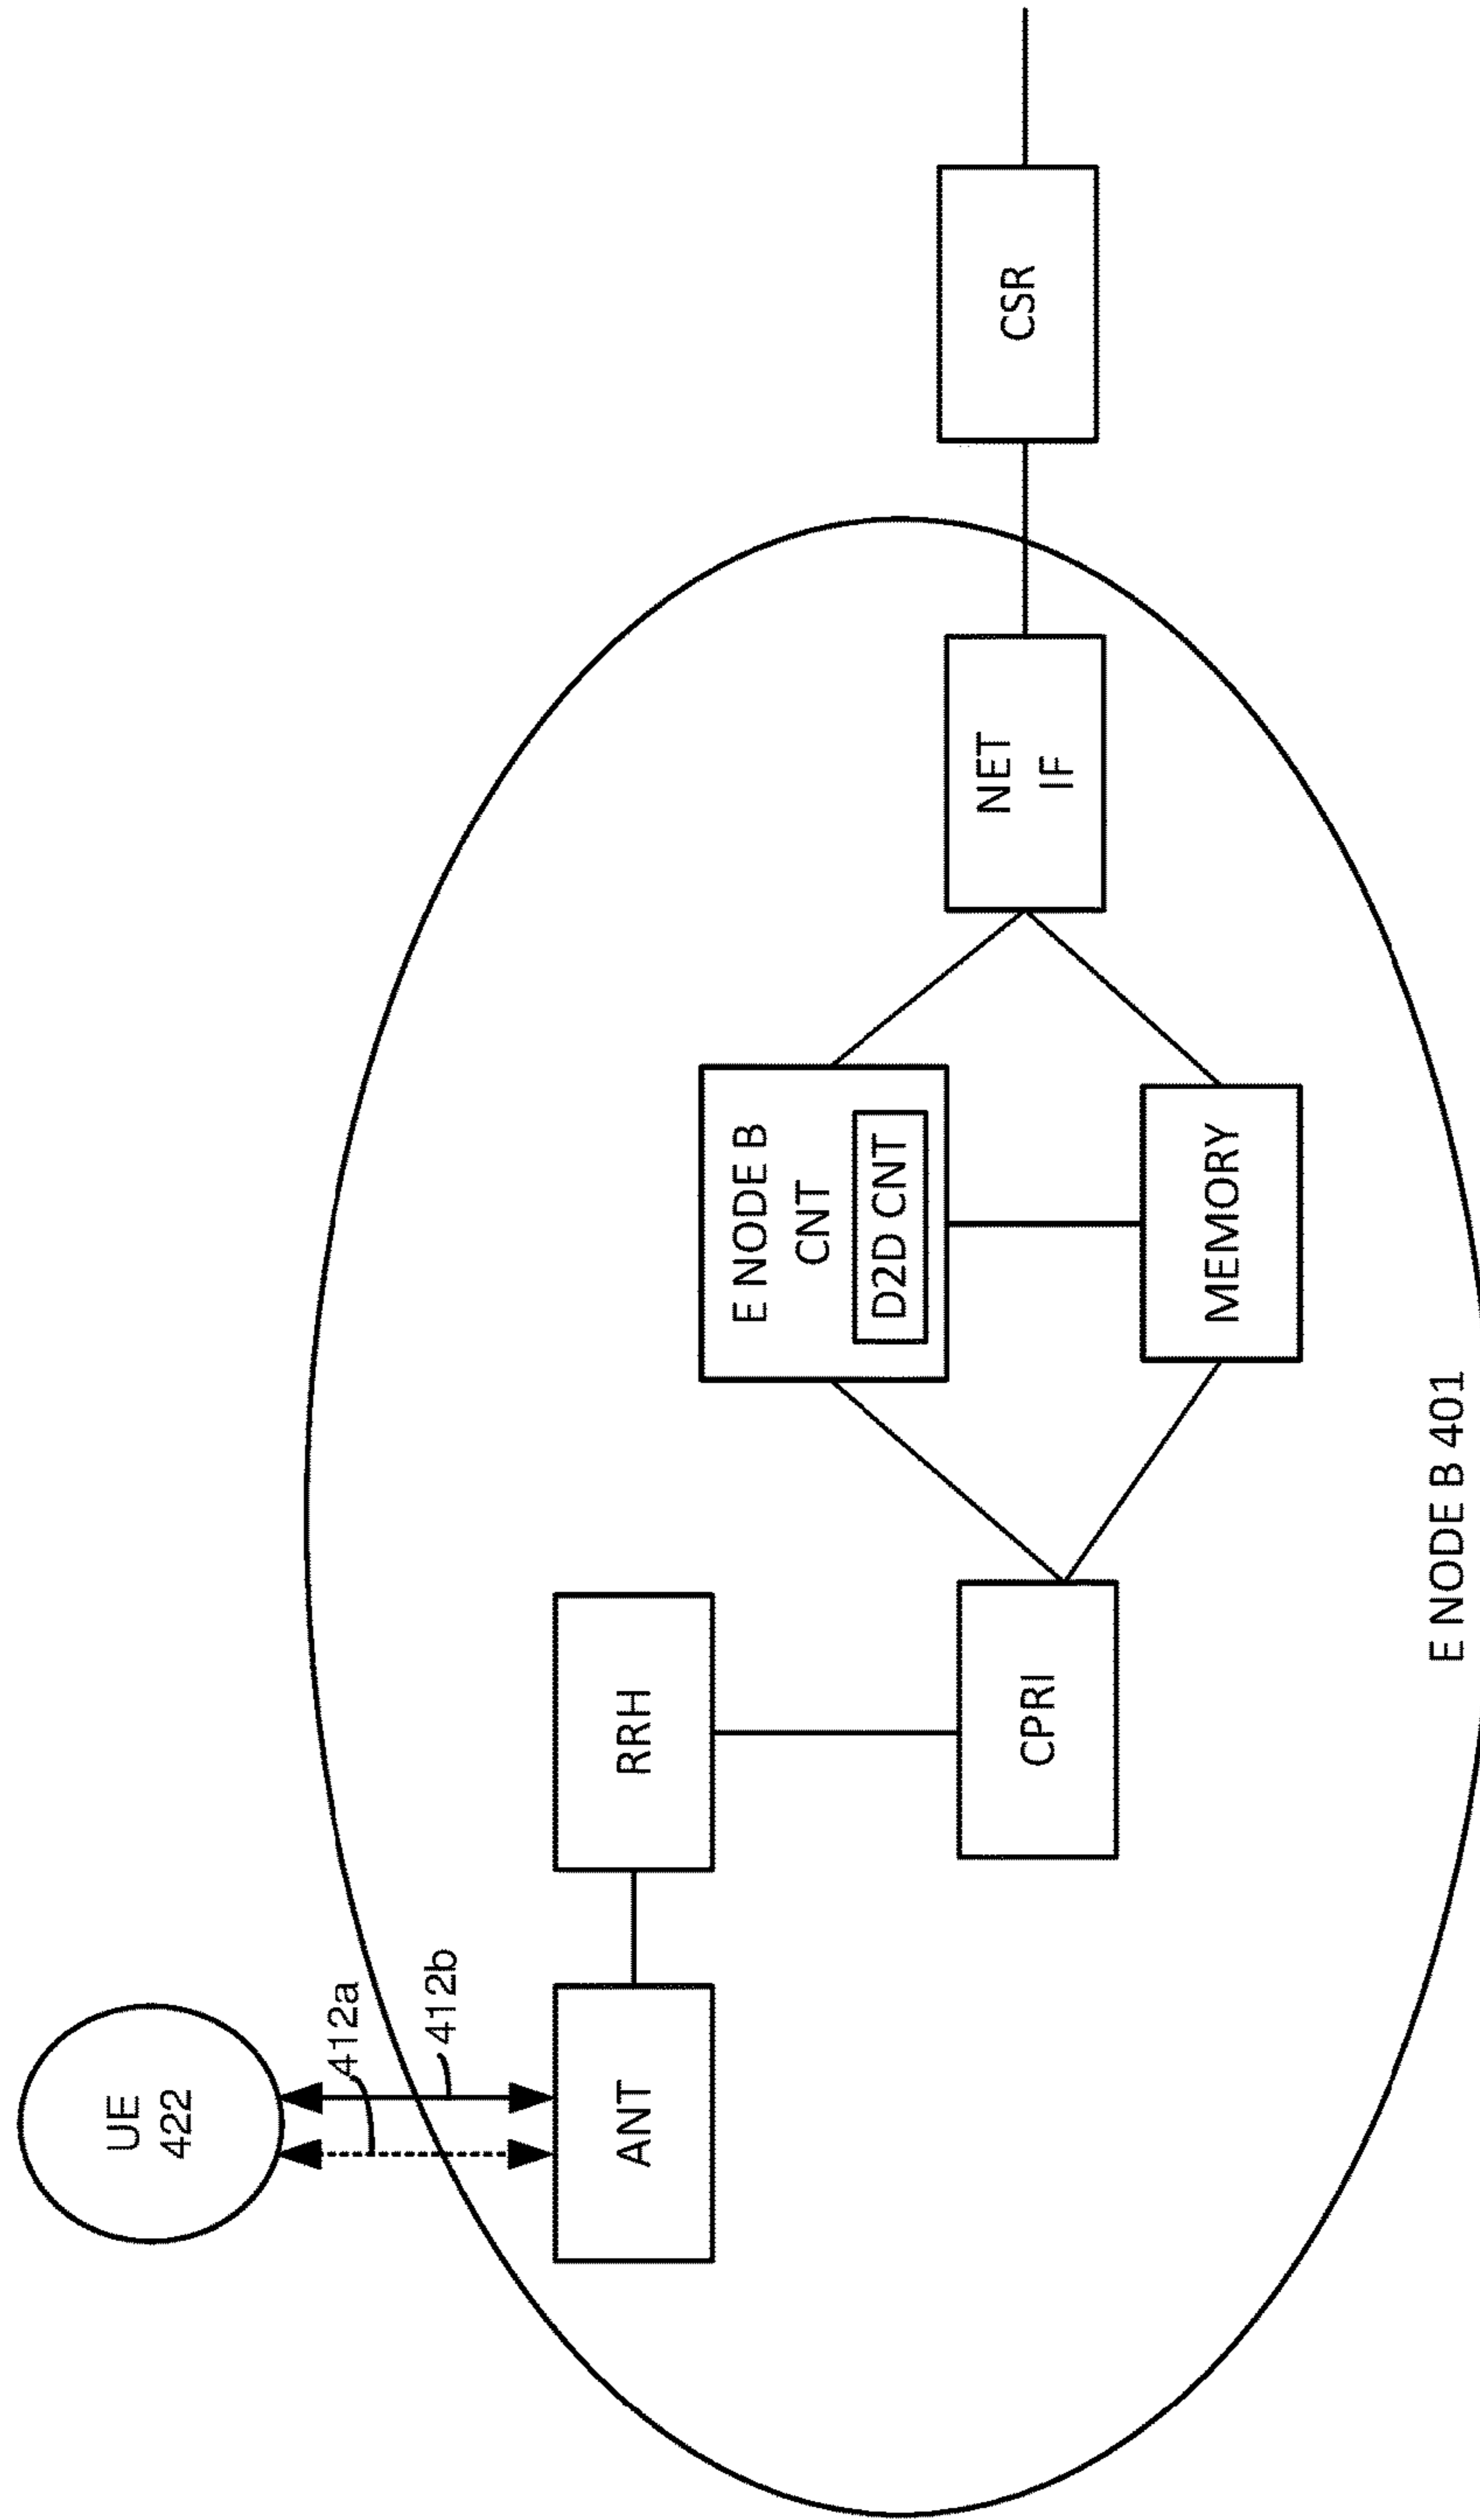 UE
422
412a
412b
ANT
RRH
CPRI
E NODE B
CNT
D2D CNT
MEMORY
NET
IF
CSR
E NODE B 401